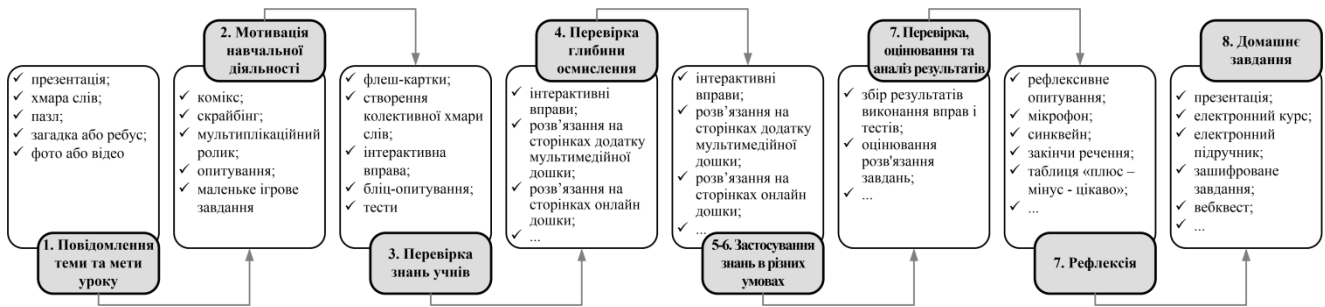 ✓ презентація;
✓ хмара слів;
✓ пазл;
✓ загадка або ребус;
✓ фото або відео
1. Повідомлення
теми та мети
уроку
2. Мотивація
навчальної
діяльності
✓ комікс;
✓ скрайбінг;
✓ мультиплікаційний
ролик;
✓ опитування;
✓ маленьке ігрове
завдання
✓ флеш-картки;
✓ створення
колективної хмари
слів;
✓ інтерактивна
вправа;
✓ бліц-опитування;
✓ тести
3. Перевірка
знань учнів
4. Перевірка
глибини
осмислення
✓ інтерактивні
вправи;
✓ розв’язання на
сторінках додатку
мультимедійної
дошки;
✓ розв’язання на
сторінках онлайн
дошки;
✓ ...
✓ інтерактивні
вправи;
✓ розв’язання на
сторінках додатку
мультимедійної
дошки;
✓ розв’язання на
сторінках онлайн
дошки;
✓ ...
5-6. Застосування
знань в різних
умовах
7. Перевірка,
оцінювання та
аналіз результатів
✓ збір результатів
виконання вправ і
тестів;
✓ оцінювання
розв'язання
завдань;
✓ ...
✓ рефлексивне
опитування;
✓ мікрофон;
✓ синквейн;
✓ закінчи речення;
✓ таблиця «плюс –
мінус - цікаво»;
✓ ...
7. Рефлексія
8. Домашнє
завдання
✓ презентація;
✓ електронний курс;
✓ електронний
підручник;
✓ зашифроване
завдання;
✓ вебквест;
✓ ...